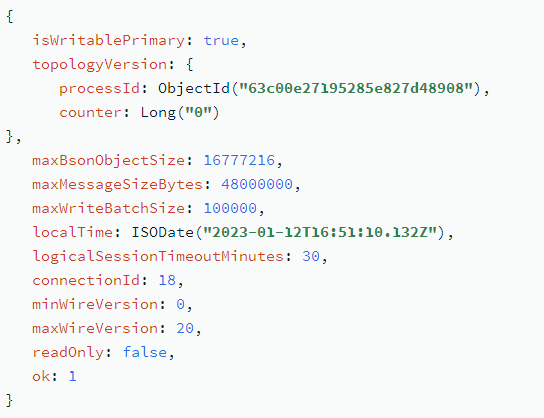 {
isWritablePrimary: true,
topologyVersion: {
processId: ObjectId("63c00e27195285e827d48908"),
counter: Long("0")
},
maxBsonObjectSize: 16777216,
maxMessageSizeBytes: 48000000,
maxWriteBatchSize: 100000,
localTime: ISODate("2023-01-12T16:51:10.132Z"),
logicalSessionTimeoutMinutes: 30,
connectionId: 18,
minWireVersion: 0,
maxWireVersion: 20,
readOnly: false,
ok: 1
}